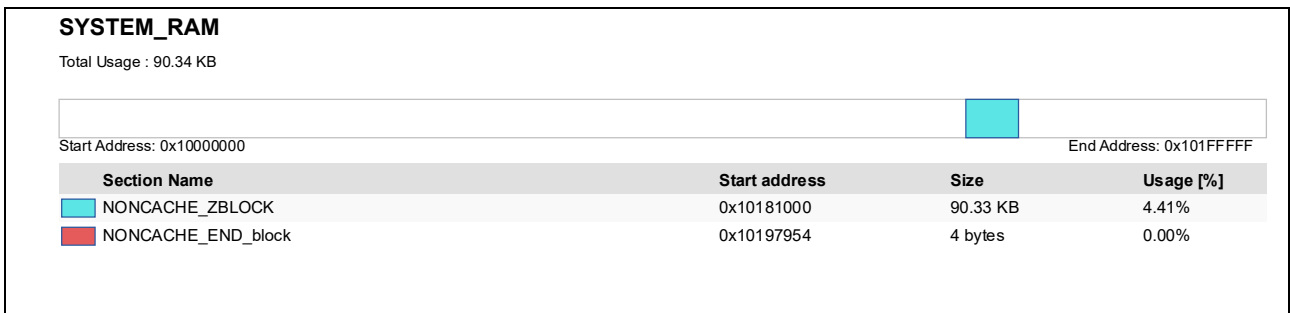 SYSTEM_RAM
Total Usage : 90.34 KB
Start Address: 0x10000000 End Address: 0x101FFFFF
Section Name Start address Size Usage [%]
NONCACHE_ZBLOCK 0x10181000 90.33 KB 4.41%
NONCACHE_END_block 0x10197954 4 bytes 0.00%